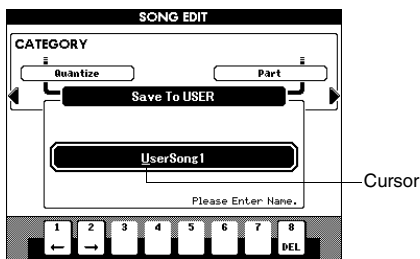 SONG EDIT
CATEGORY
Quantize
Part
Save To USER
UserSong1
Cursor
Please Enter Name.
1 2 3 4 5 6 7 8
← → DEL